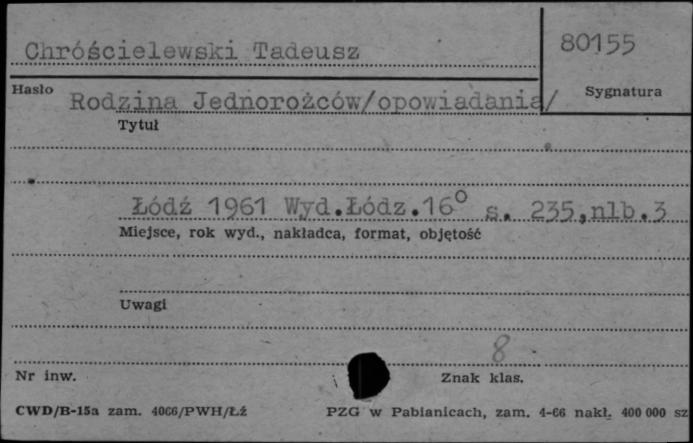 Chróścielewski Tadeusz
80155
Hasło
Sygnatura
Rodzina Jednorożców/opowiadania/
Tytuł
Łódź 1961 Wyd.Łódz.16° s. 235,nlb.3
Miejsce, rok wyd., nakładca, format, objętość
Uwagi
8
Nr inw.
Znak klas.
CWD/B-15a zam. 4066/PWH/Łź
PZG w Pabianicach, zam. 4-66 nakł. 400 000 sz